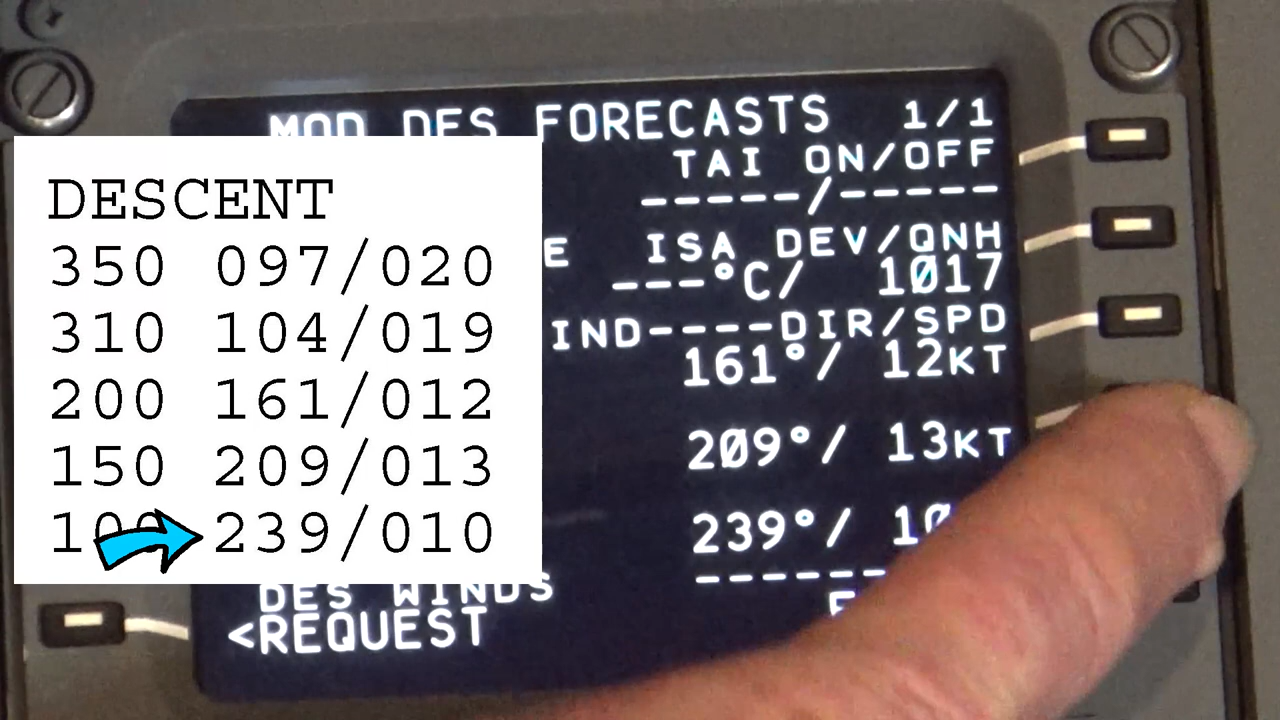 MOD DES FORECASTS 1/1
TAI ON/OFF
-----/-----
E ISA DEV/QNH
---°C/ 1017
IND----DIR/SPD
161°/ 12KT
209°/ 13KT
239°/ 10
-------
DES WINDS
<REQUEST
DESCENT
350 097/020
310 104/019
200 161/012
150 209/013
100 239/010